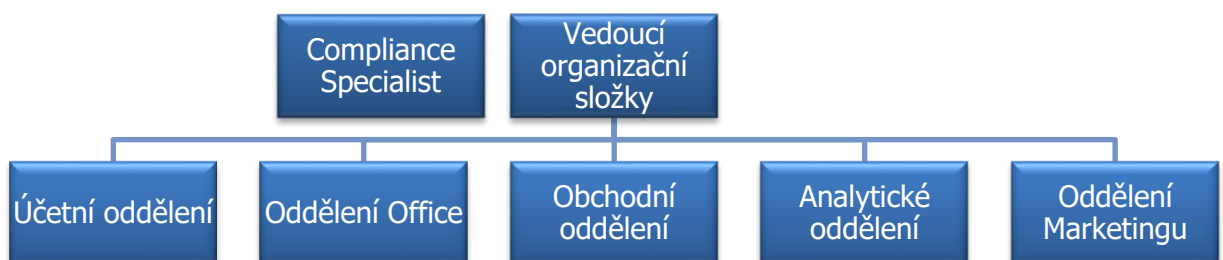 Compliance
Specialist
Vedoucí
organizační
složky
Účetní oddělení
Oddělení Office
Obchodní
oddělení
Analytické
oddělení
Oddělení
Marketingu